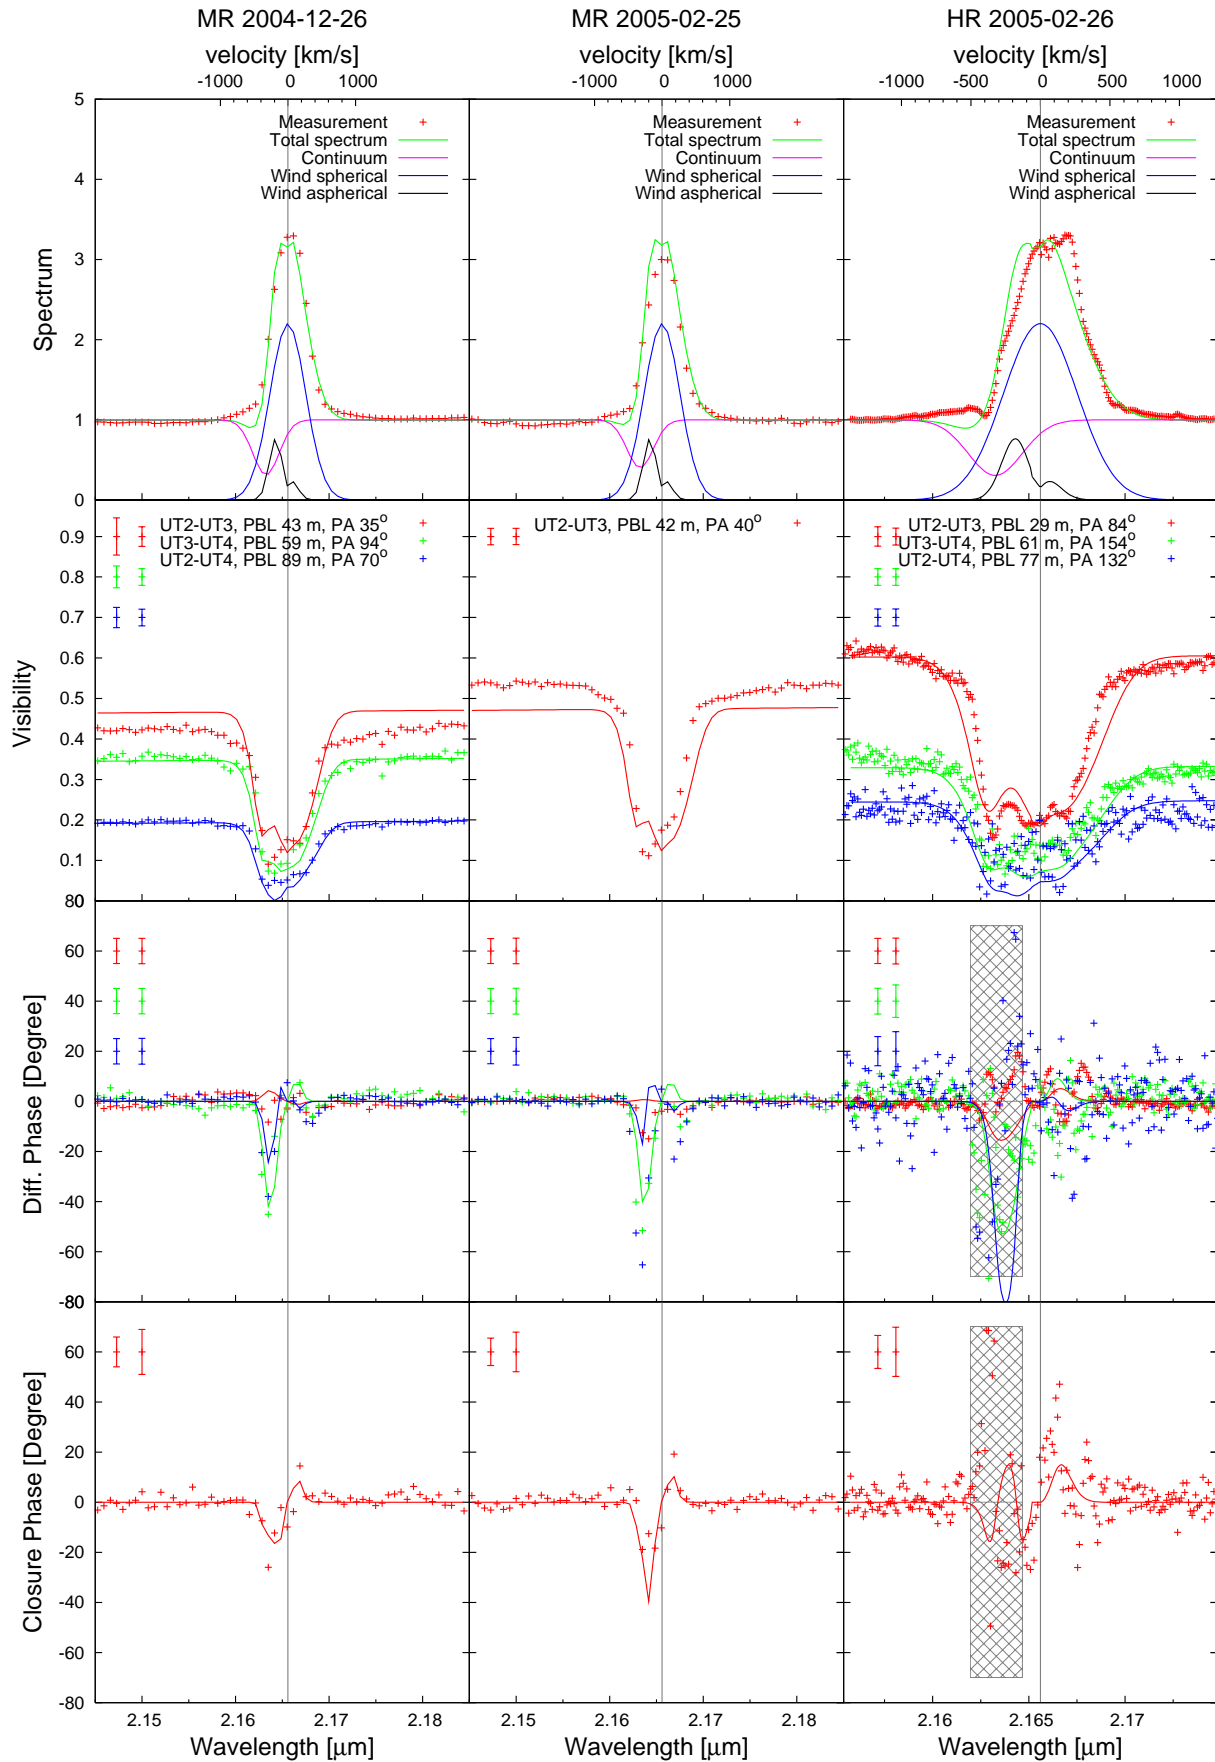 MR 2004-12-26 MR 2005-02-25 HR 2005-02-26
velocity [km/s] velocity [km/s] velocity [km/s]
-1000 0 1000 -1000 0 1000 -1000 -500 0 500 1000
5
Measurement Measurement Measurement
Total spectrum Total spectrum Total spectrum
Continuum Continuum Continuum
Wind spherical Wind spherical Wind spherical
Wind aspherical Wind aspherical Wind aspherical
4
3
Spectrum
2
1
0
UT2-UT3, PBL 43 m, PA 35° UT2-UT3, PBL 42 m, PA 40° UT2-UT3, PBL 29 m, PA 84°
UT3-UT4, PBL 59 m, PA 94° UT3-UT4, PBL 61 m, PA 154°
UT2-UT4, PBL 89 m, PA 70° UT2-UT4, PBL 77 m, PA 132°
0.9
0.8
0.7
0.6
Visibility
0.5
0.4
0.3
0.2
0.1
80
60
40
20
Diff. Phase [Degree]
0
-20
-40
-60
-80
60
40
20
Closure Phase [Degree]
0
-20
-40
-60
-80
2.15 2.16 2.17 2.18 2.15 2.16 2.17 2.18 2.16 2.165 2.17
Wavelength [µm] Wavelength [µm] Wavelength [µm]